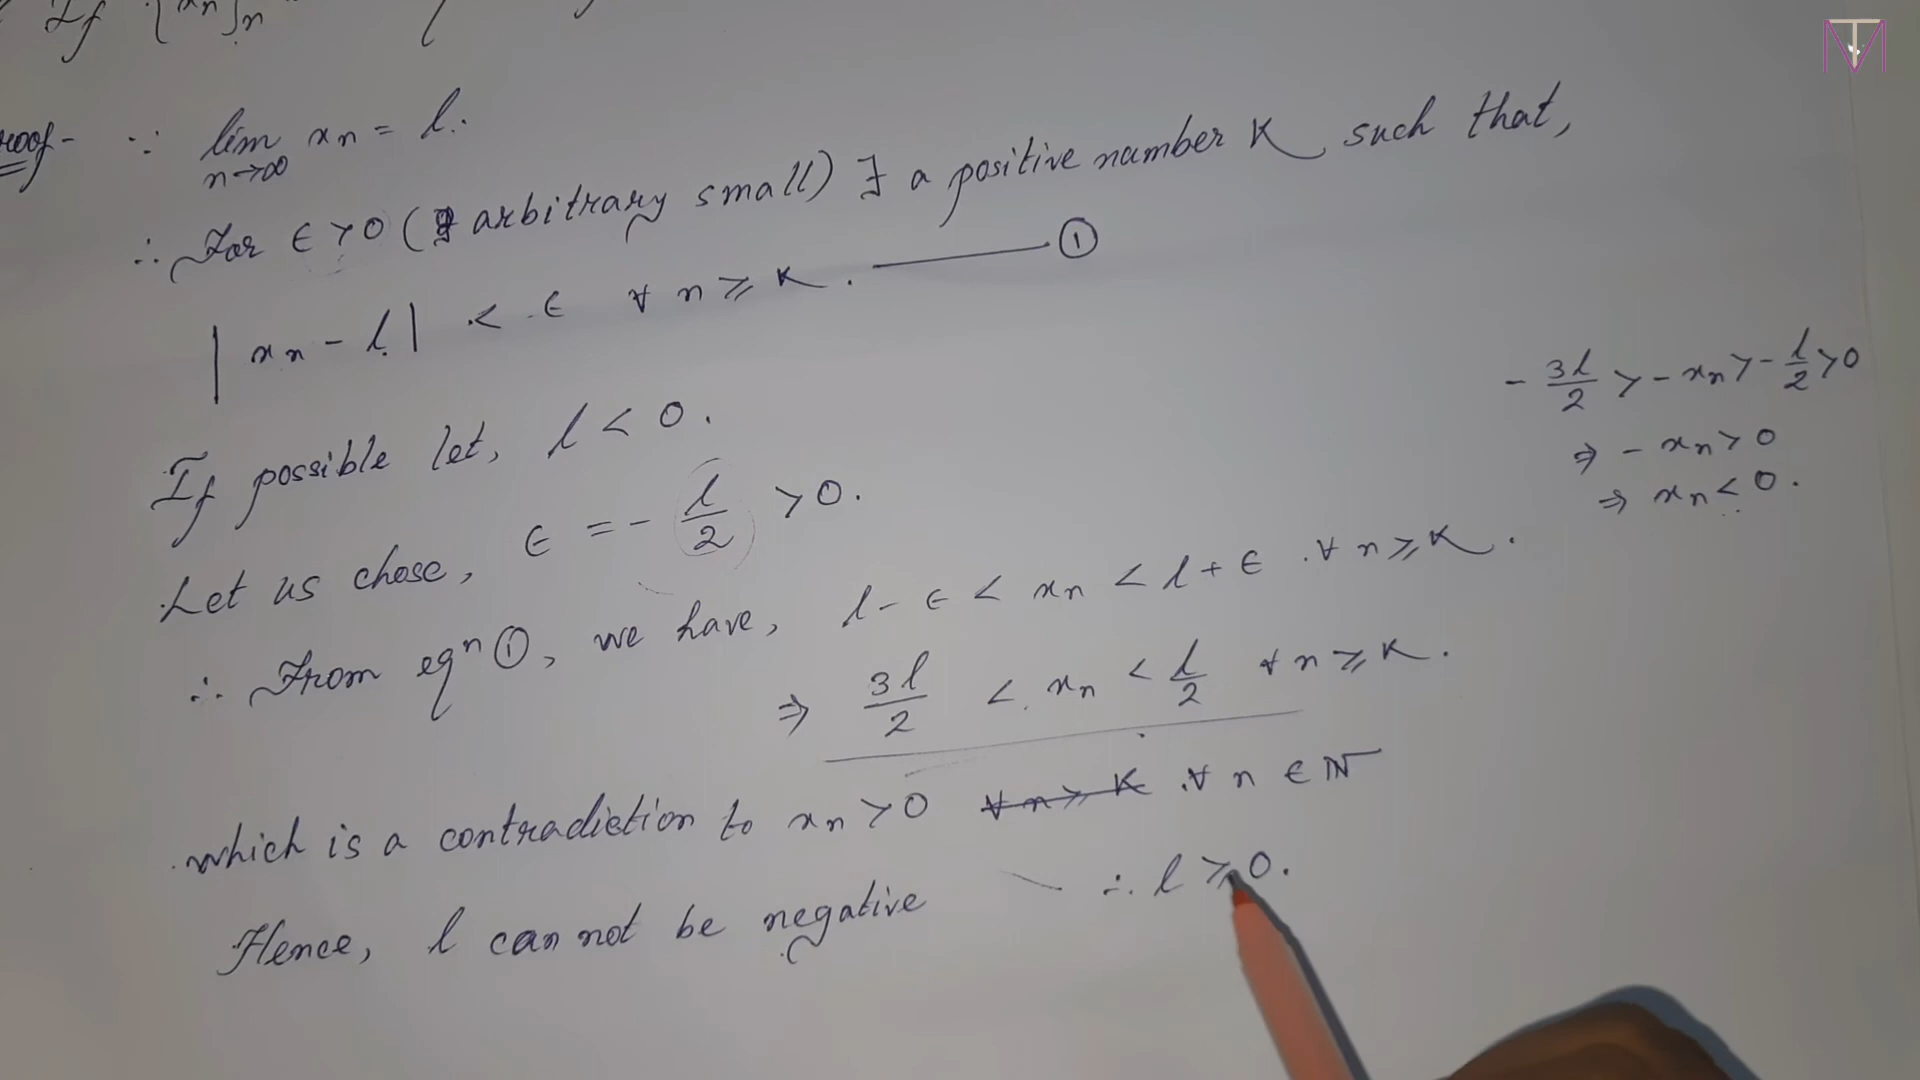 If {xn}n
Proof- ∵ lim n→∞ xn = l.
∴ For ϵ > 0 (arbitrary small) ∃ a positive number K such that,
|xn - l| < ϵ ∀ n ≥ K. ——— ①
If possible let, l < 0.
Let us chose, ϵ = - l/2 > 0.
∴ From eqn ①, we have, l - ϵ < xn < l + ϵ ∀ n ≥ K.
⇒ 3l/2 < xn < l/2 ∀ n ≥ K.
which is a contradiction to xn > 0 ∀ n ≥ K ∀ n ∈ ℕ
Hence, l can not be negative ∴ l ≥ 0.
- 3l/2 > - xn > - l/2 > 0
⇒ - xn > 0
⇒ xn < 0.